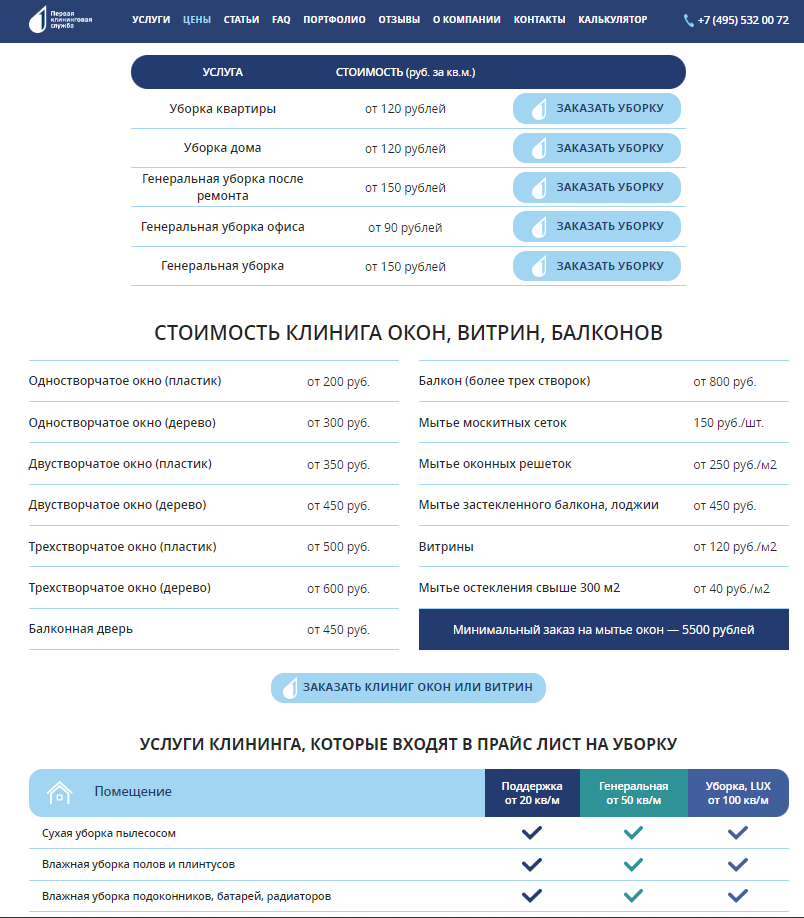 Первая
клининговая
служба
УСЛУГИ ЦЕНЫ СТАТЬИ FAQ ПОРТФОЛИО ОТЗЫВЫ О КОМПАНИИ КОНТАКТЫ КАЛЬКУЛЯТОР +7 (495) 532 00 72
УСЛУГА СТОИМОСТЬ (руб. за кв.м.)
Уборка квартиры от 120 рублей ЗАКАЗАТЬ УБОРКУ
Уборка дома от 120 рублей ЗАКАЗАТЬ УБОРКУ
Генеральная уборка после
ремонта от 150 рублей ЗАКАЗАТЬ УБОРКУ
Генеральная уборка офиса от 90 рублей ЗАКАЗАТЬ УБОРКУ
Генеральная уборка от 150 рублей ЗАКАЗАТЬ УБОРКУ
СТОИМОСТЬ КЛИНИГА ОКОН, ВИТРИН, БАЛКОНОВ
Одностворчатое окно (пластик) от 200 руб.
Одностворчатое окно (дерево) от 300 руб.
Двустворчатое окно (пластик) от 350 руб.
Двустворчатое окно (дерево) от 450 руб.
Трехстворчатое окно (пластик) от 500 руб.
Трехстворчатое окно (дерево) от 600 руб.
Балконная дверь от 450 руб.
Балкон (более трех створок) от 800 руб.
Мытье москитных сеток 150 руб./шт.
Мытье оконных решеток от 250 руб./м2
Мытье застекленного балкона, лоджии от 450 руб.
Витрины от 120 руб./м2
Мытье остекления свыше 300 м2 от 40 руб./м2
Минимальный заказ на мытье окон — 5500 рублей
ЗАКАЗАТЬ КЛИНИГ ОКОН ИЛИ ВИТРИН
УСЛУГИ КЛИНИНГА, КОТОРЫЕ ВХОДЯТ В ПРАЙС ЛИСТ НА УБОРКУ
Помещение
Поддержка
от 20 кв/м
Генеральная
от 50 кв/м
Уборка, LUX
от 100 кв/м
Сухая уборка пылесосом
Влажная уборка полов и плинтусов
Влажная уборка подоконников, батарей, радиаторов